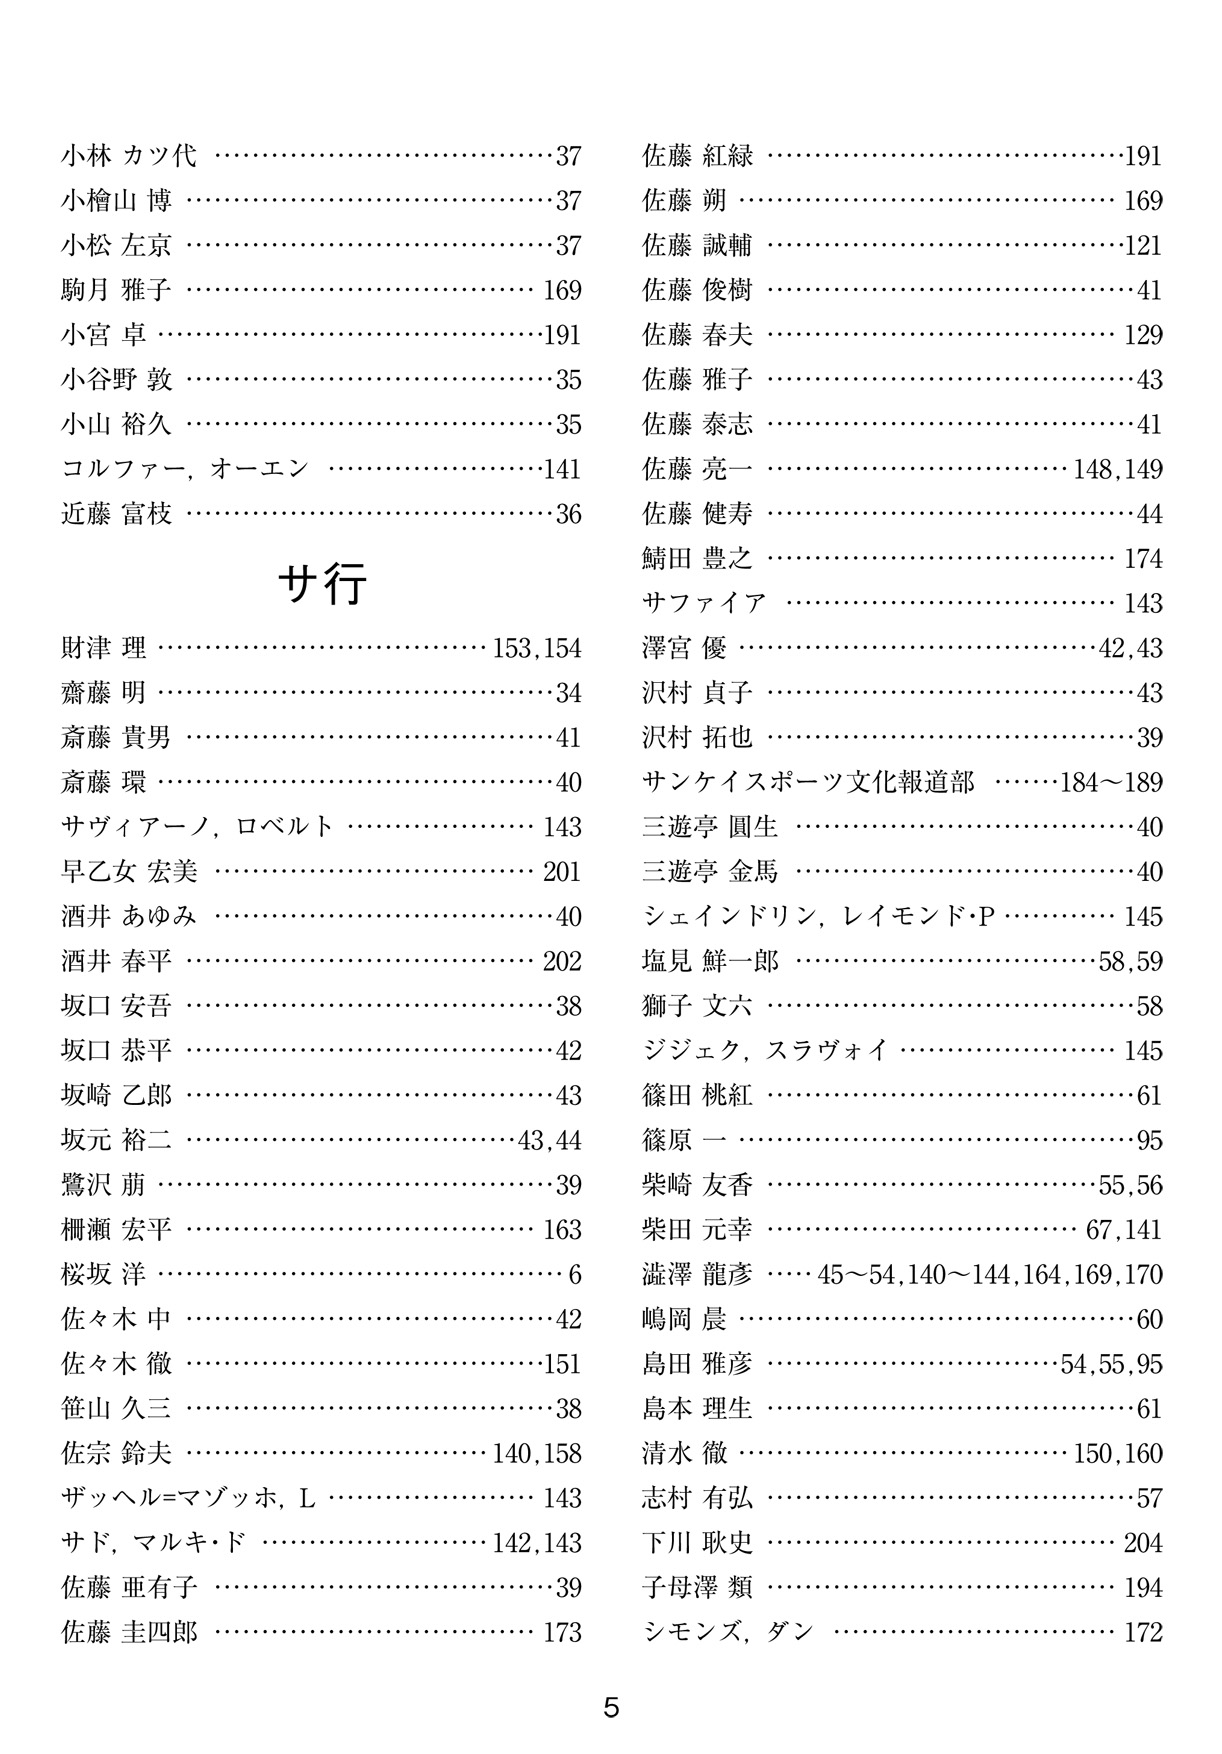 小林 カツ代 …………………………………37
小檜山 博 …………………………………37
小松 左京 …………………………………37
駒月 雅子 ………………………………… 169
小宮 卓 …………………………………191
小谷野 敦 …………………………………35
小山 裕久 …………………………………35
コルファー, オーエン ……………………141
近藤 富枝 …………………………………36
サ行
財津 理 ……………………………… 153,154
齋藤 明 ……………………………………34
斎藤 貴男 …………………………………41
斎藤 環 ……………………………………40
サヴィアーノ, ロベルト ………………… 143
早乙女 宏美 ……………………………… 201
酒井 あゆみ ………………………………40
酒井 春平 ………………………………… 202
坂口 安吾 …………………………………38
坂口 恭平 …………………………………42
坂崎 乙郎 …………………………………43
坂元 裕二 ………………………………43,44
鷺沢 萠 ……………………………………39
柵瀬 宏平 ………………………………… 163
桜坂 洋 …………………………………… 6
佐々木 中 …………………………………42
佐々木 徹 …………………………………151
笹山 久三 …………………………………38
佐宗 鈴夫 …………………………… 140,158
ザッヘル=マゾッホ, L ………………… 143
サド, マルキ・ド ……………………142,143
佐藤 亜有子 ………………………………39
佐藤 圭四郎 ……………………………… 173
佐藤 紅緑 …………………………………191
佐藤 朔 …………………………………… 169
佐藤 誠輔 …………………………………121
佐藤 俊樹 …………………………………41
佐藤 春夫 ………………………………… 129
佐藤 雅子 …………………………………43
佐藤 泰志 …………………………………41
佐藤 亮一 …………………………… 148,149
佐藤 健寿 …………………………………44
鯖田 豊之 ………………………………… 174
サファイア ……………………………… 143
澤宮 優 …………………………………42,43
沢村 貞子 …………………………………43
沢村 拓也 …………………………………39
サンケイスポーツ文化報道部 ……184〜189
三遊亭 圓生 ………………………………40
三遊亭 金馬 ………………………………40
シェインドリン, レイモンド・P ………… 145
塩見 鮮一郎 ……………………………58,59
獅子 文六 …………………………………58
ジジェク, スラヴォイ …………………… 145
篠田 桃紅 …………………………………61
篠原 一 ……………………………………95
柴崎 友香 ………………………………55,56
柴田 元幸 …………………………… 67,141
澁澤 龍彥 ……45〜54,140〜144,164,169,170
嶋岡 晨 ……………………………………60
島田 雅彦 …………………………54,55,95
島本 理生 …………………………………61
清水 徹 ……………………………… 150,160
志村 有弘 …………………………………57
下川 耿史 ………………………………… 204
子母澤 類 ………………………………… 194
シモンズ, ダン ………………………… 172
5